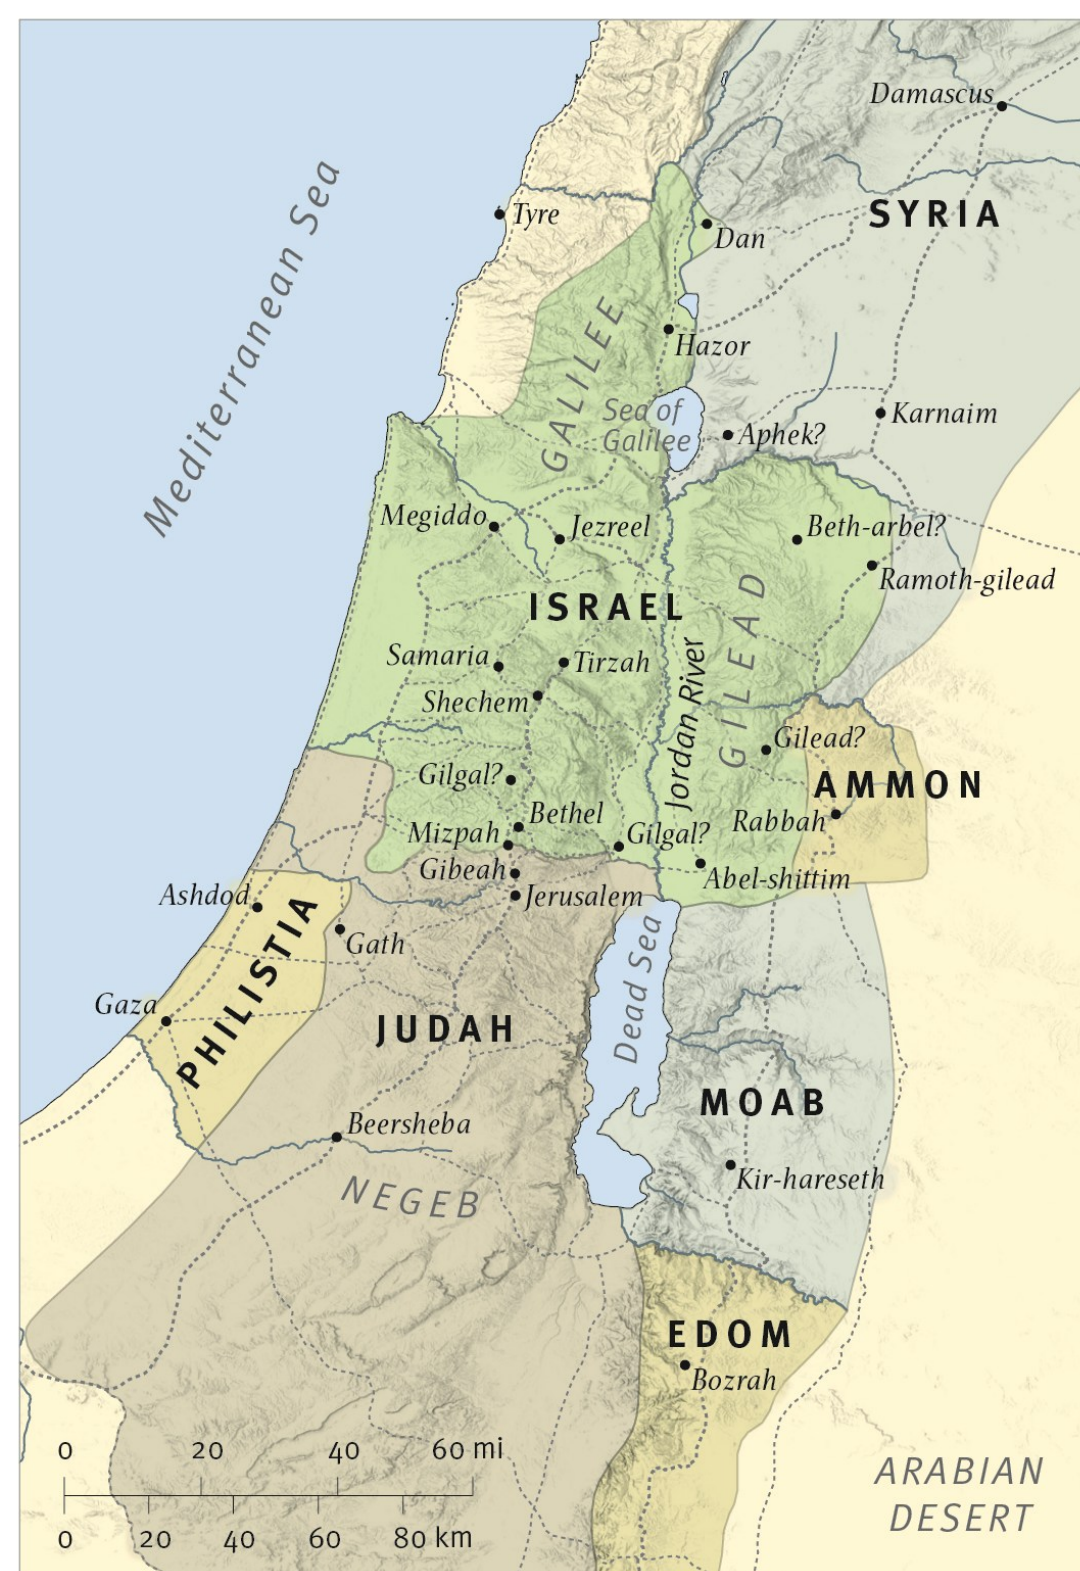 Damascus
SYRIA
Mediterranean Sea
Tyre
Dan
GALILEE
Hazor
Sea of
Galilee
Karnaim
Aphek?
Megiddo
Jezreel
Beth-arbel?
Ramoth-gilead
ISRAEL
GILEAD
Samaria
Tirzah
Shechem
Jordan River
Gilead?
Gilgal?
AMMON
Bethel
Rabbah
Mizpah
Gilgal?
Gibeah
Abel-shittim
Ashdod
Jerusalem
Gath
PHILISTIA
Dead Sea
Gaza
JUDAH
MOAB
Beersheba
Kir-hareseth
NEGEB
EDOM
Bozrah
0 20 40 60 mi
0 20 40 60 80 km
ARABIAN
DESERT